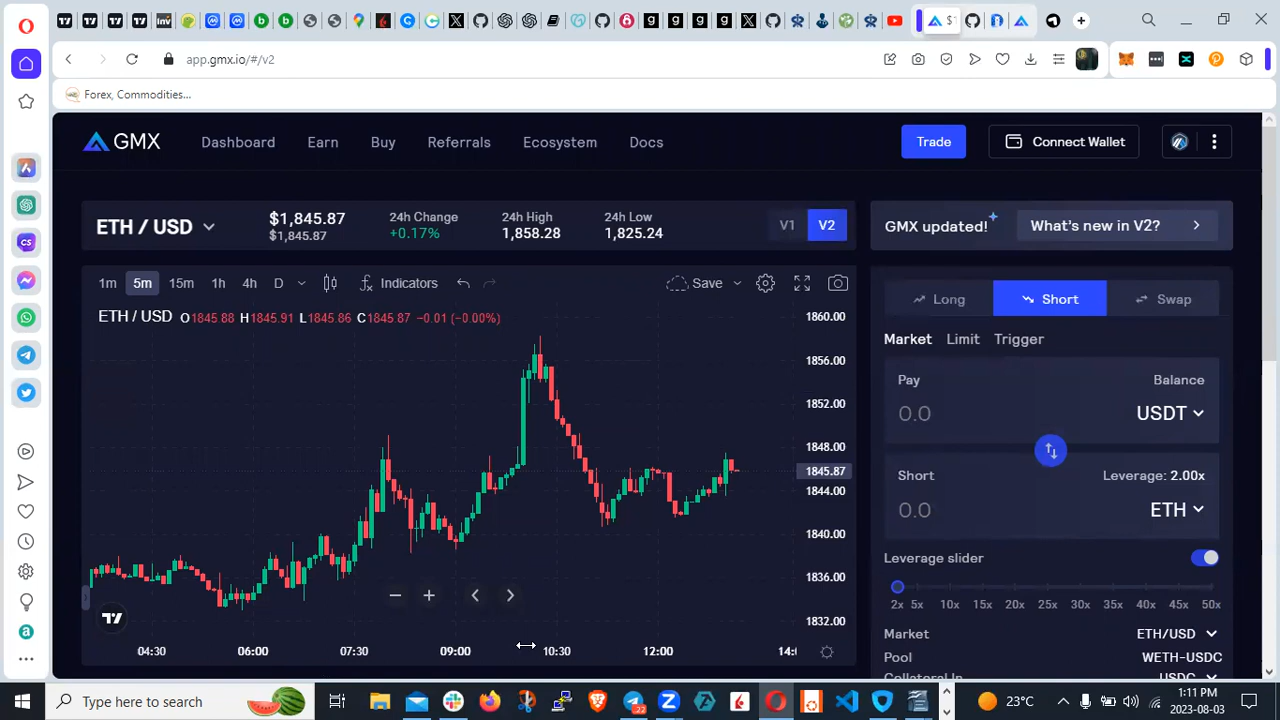 app.gmx.io/#/v2
Forex, Commodities...
GMX
Dashboard
Earn
Buy
Referrals
Ecosystem
Docs
Trade
Connect Wallet
ETH / USD
$1,845.87
$1,845.87
24h Change
+0.17%
24h High
1,858.28
24h Low
1,825.24
V1
V2
GMX updated!
What's new in V2?
1m 5m 15m 1h 4h D
Indicators
Save
ETH / USD O1845.88 H1845.91 L1845.86 C1845.87 −0.01 (−0.00%)
1860.00
1856.00
1852.00
1848.00
1845.87
1844.00
1840.00
1836.00
1832.00
04:30 06:00 07:30 09:00 10:30 12:00 14:
Long
Short
Swap
Market Limit Trigger
Pay
Balance
0.0
USDT
Short
Leverage: 2.00x
0.0
ETH
Leverage slider
2x 5x 10x 15x 20x 25x 30x 35x 40x 45x 50x
Market
ETH/USD
Pool
WETH-USDC
Collateral In
USDC
Type here to search
22
23°C
1:11 PM
2023-08-03